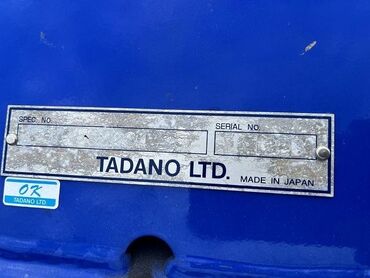 SPEC. NO.
SERIAL NO.
TADANO LTD.
MADE IN JAPAN
OK
TADANO LTD